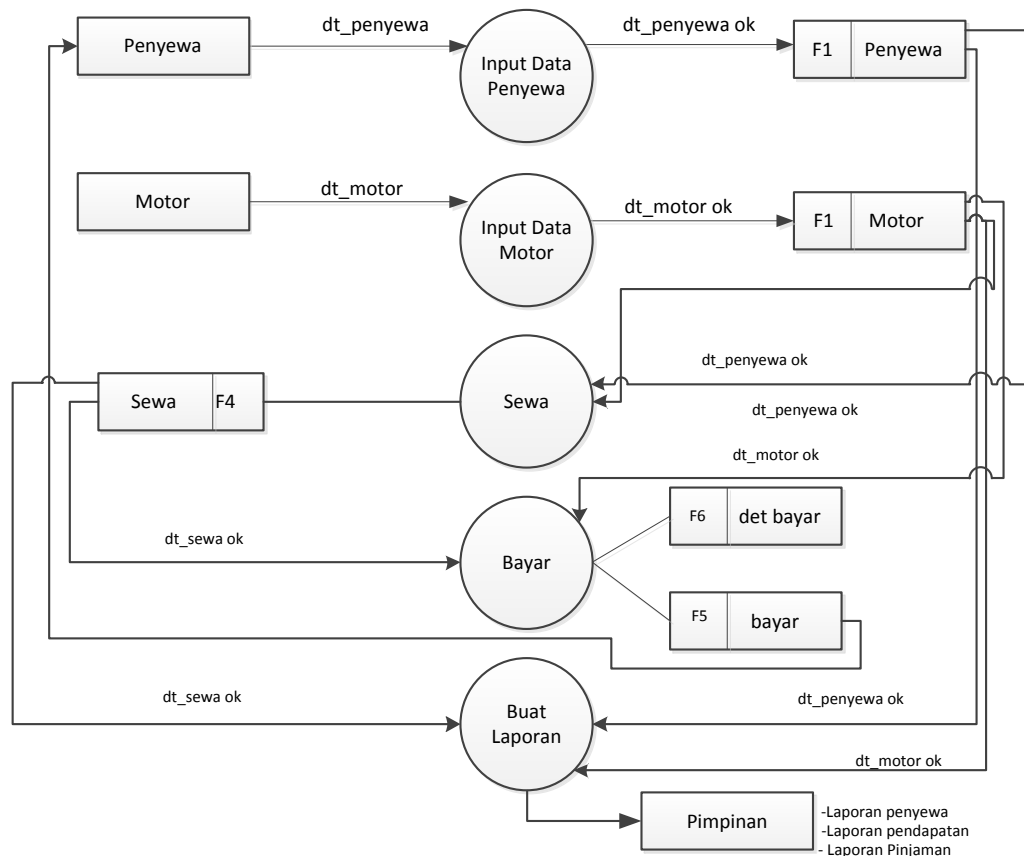 dt_penyewa
dt_penyewa ok
Penyewa
Input Data
Penyewa
F1
Penyewa
dt_motor
dt_motor ok
Motor
Input Data
Motor
F1
Motor
dt_penyewa ok
Sewa
F4
Sewa
dt_penyewa ok
dt_motor ok
F6
det bayar
dt_sewa ok
Bayar
F5
bayar
dt_sewa ok
dt_penyewa ok
Buat
Laporan
dt_motor ok
Pimpinan
-Laporan penyewa
-Laporan pendapatan
- Laporan Pinjaman